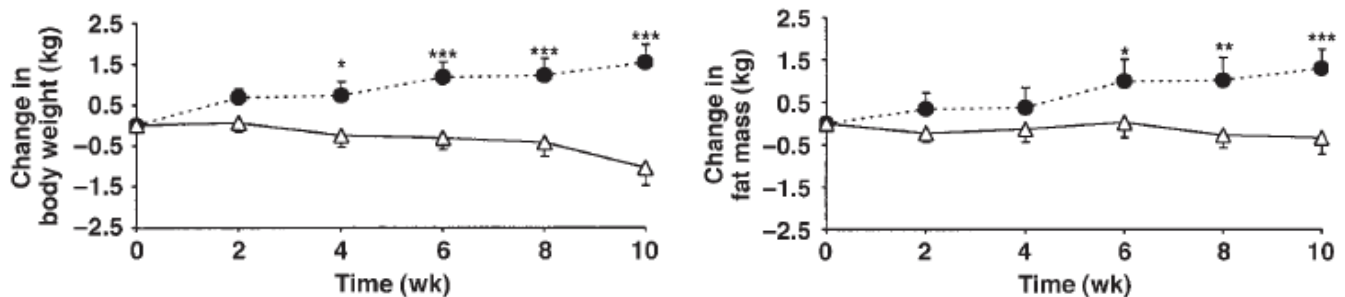 Change in
body weight (kg)
2.5
1.5
0.5
−0.5
−1.5
−2.5
* *** *** ***
0 2 4 6 8 10
Time (wk)
Change in
fat mass (kg)
2.5
1.5
0.5
−0.5
−1.5
−2.5
* ** ***
0 2 4 6 8 10
Time (wk)